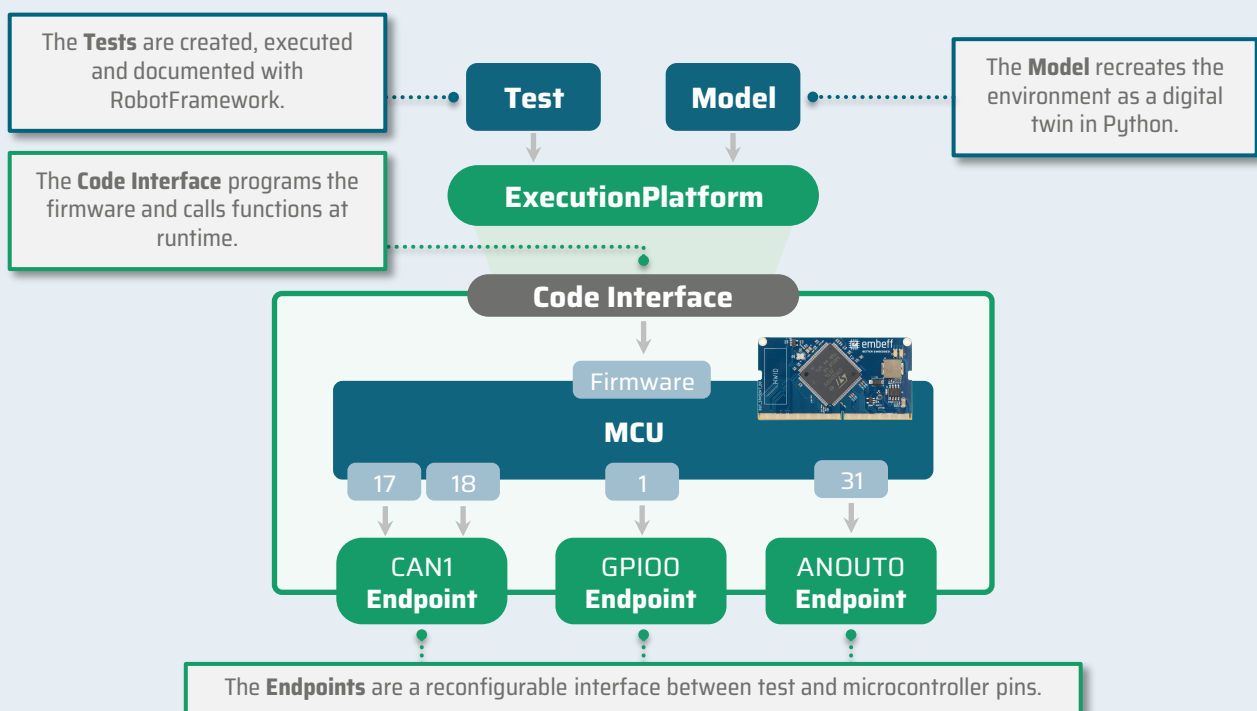 The Tests are created, executed
and documented with
RobotFramework.
Test
Model
The Model recreates the
environment as a digital
twin in Python.
The Code Interface programs the
firmware and calls functions at
runtime.
ExecutionPlatform
Code Interface
embeff
BETTER EMBEDDED
HWID
Firmware
MCU
17
18
1
31
CAN1
Endpoint
GPIO0
Endpoint
ANOUT0
Endpoint
The Endpoints are a reconfigurable interface between test and microcontroller pins.